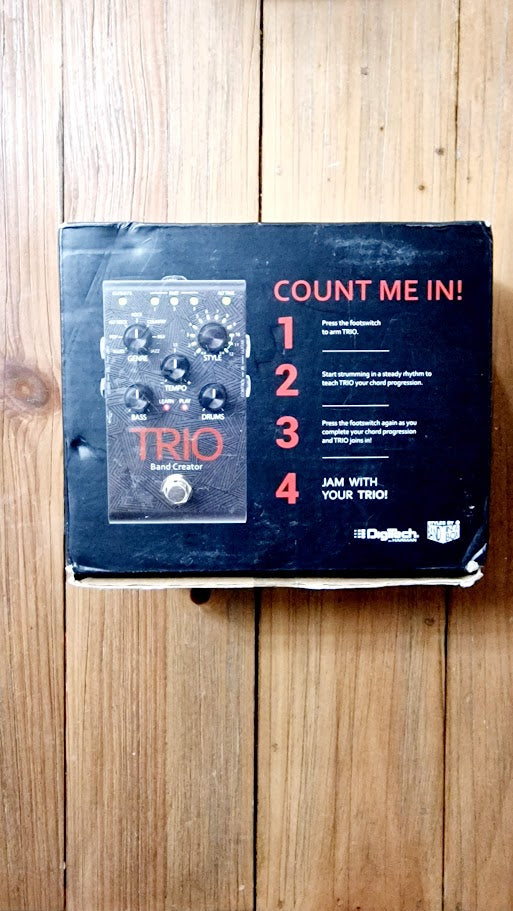 COUNT ME IN!
1
Press the footswitch
to arm TRIO.
2
Start strumming in a steady rhythm to
teach TRIO your chord progression.
3
Press the footswitch again as you
complete your chord progression
and TRIO joins in!
4
JAM WITH
YOUR TRIO!
GENRE
STYLE
TEMPO
LEARN PLAY
BASS
DRUMS
TRIO
Band Creator
DigiTech
by HARMAN